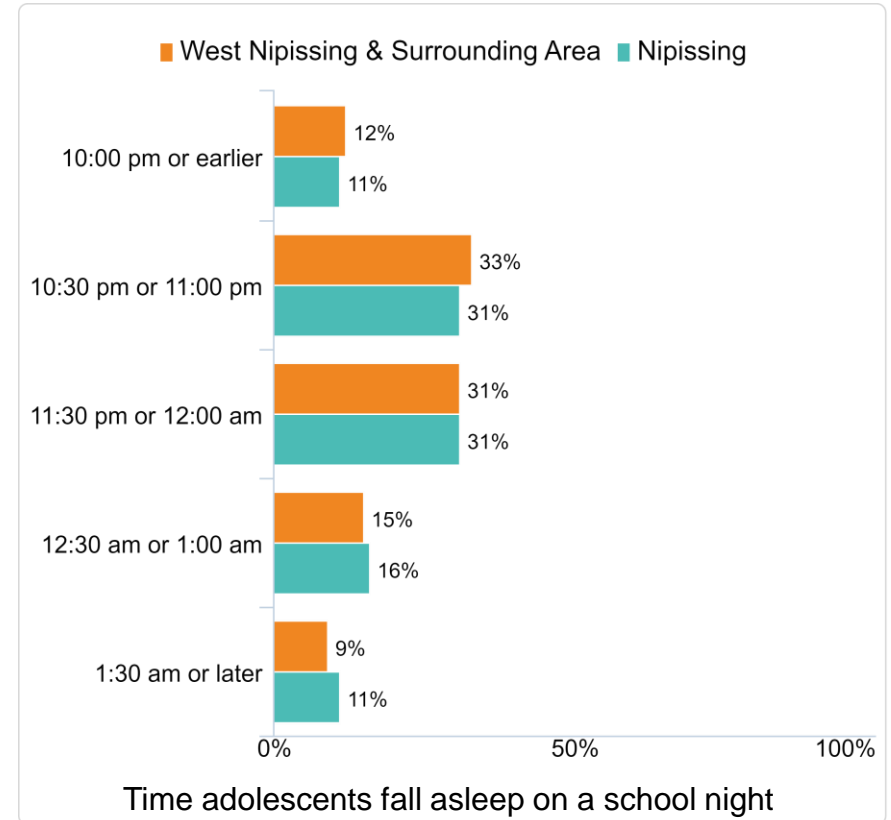 West Nipissing & Surrounding Area Nipissing
10:00 pm or earlier
12%
11%
10:30 pm or 11:00 pm
33%
31%
11:30 pm or 12:00 am
31%
31%
12:30 am or 1:00 am
15%
16%
1:30 am or later
9%
11%
0% 50% 100%
Time adolescents fall asleep on a school night